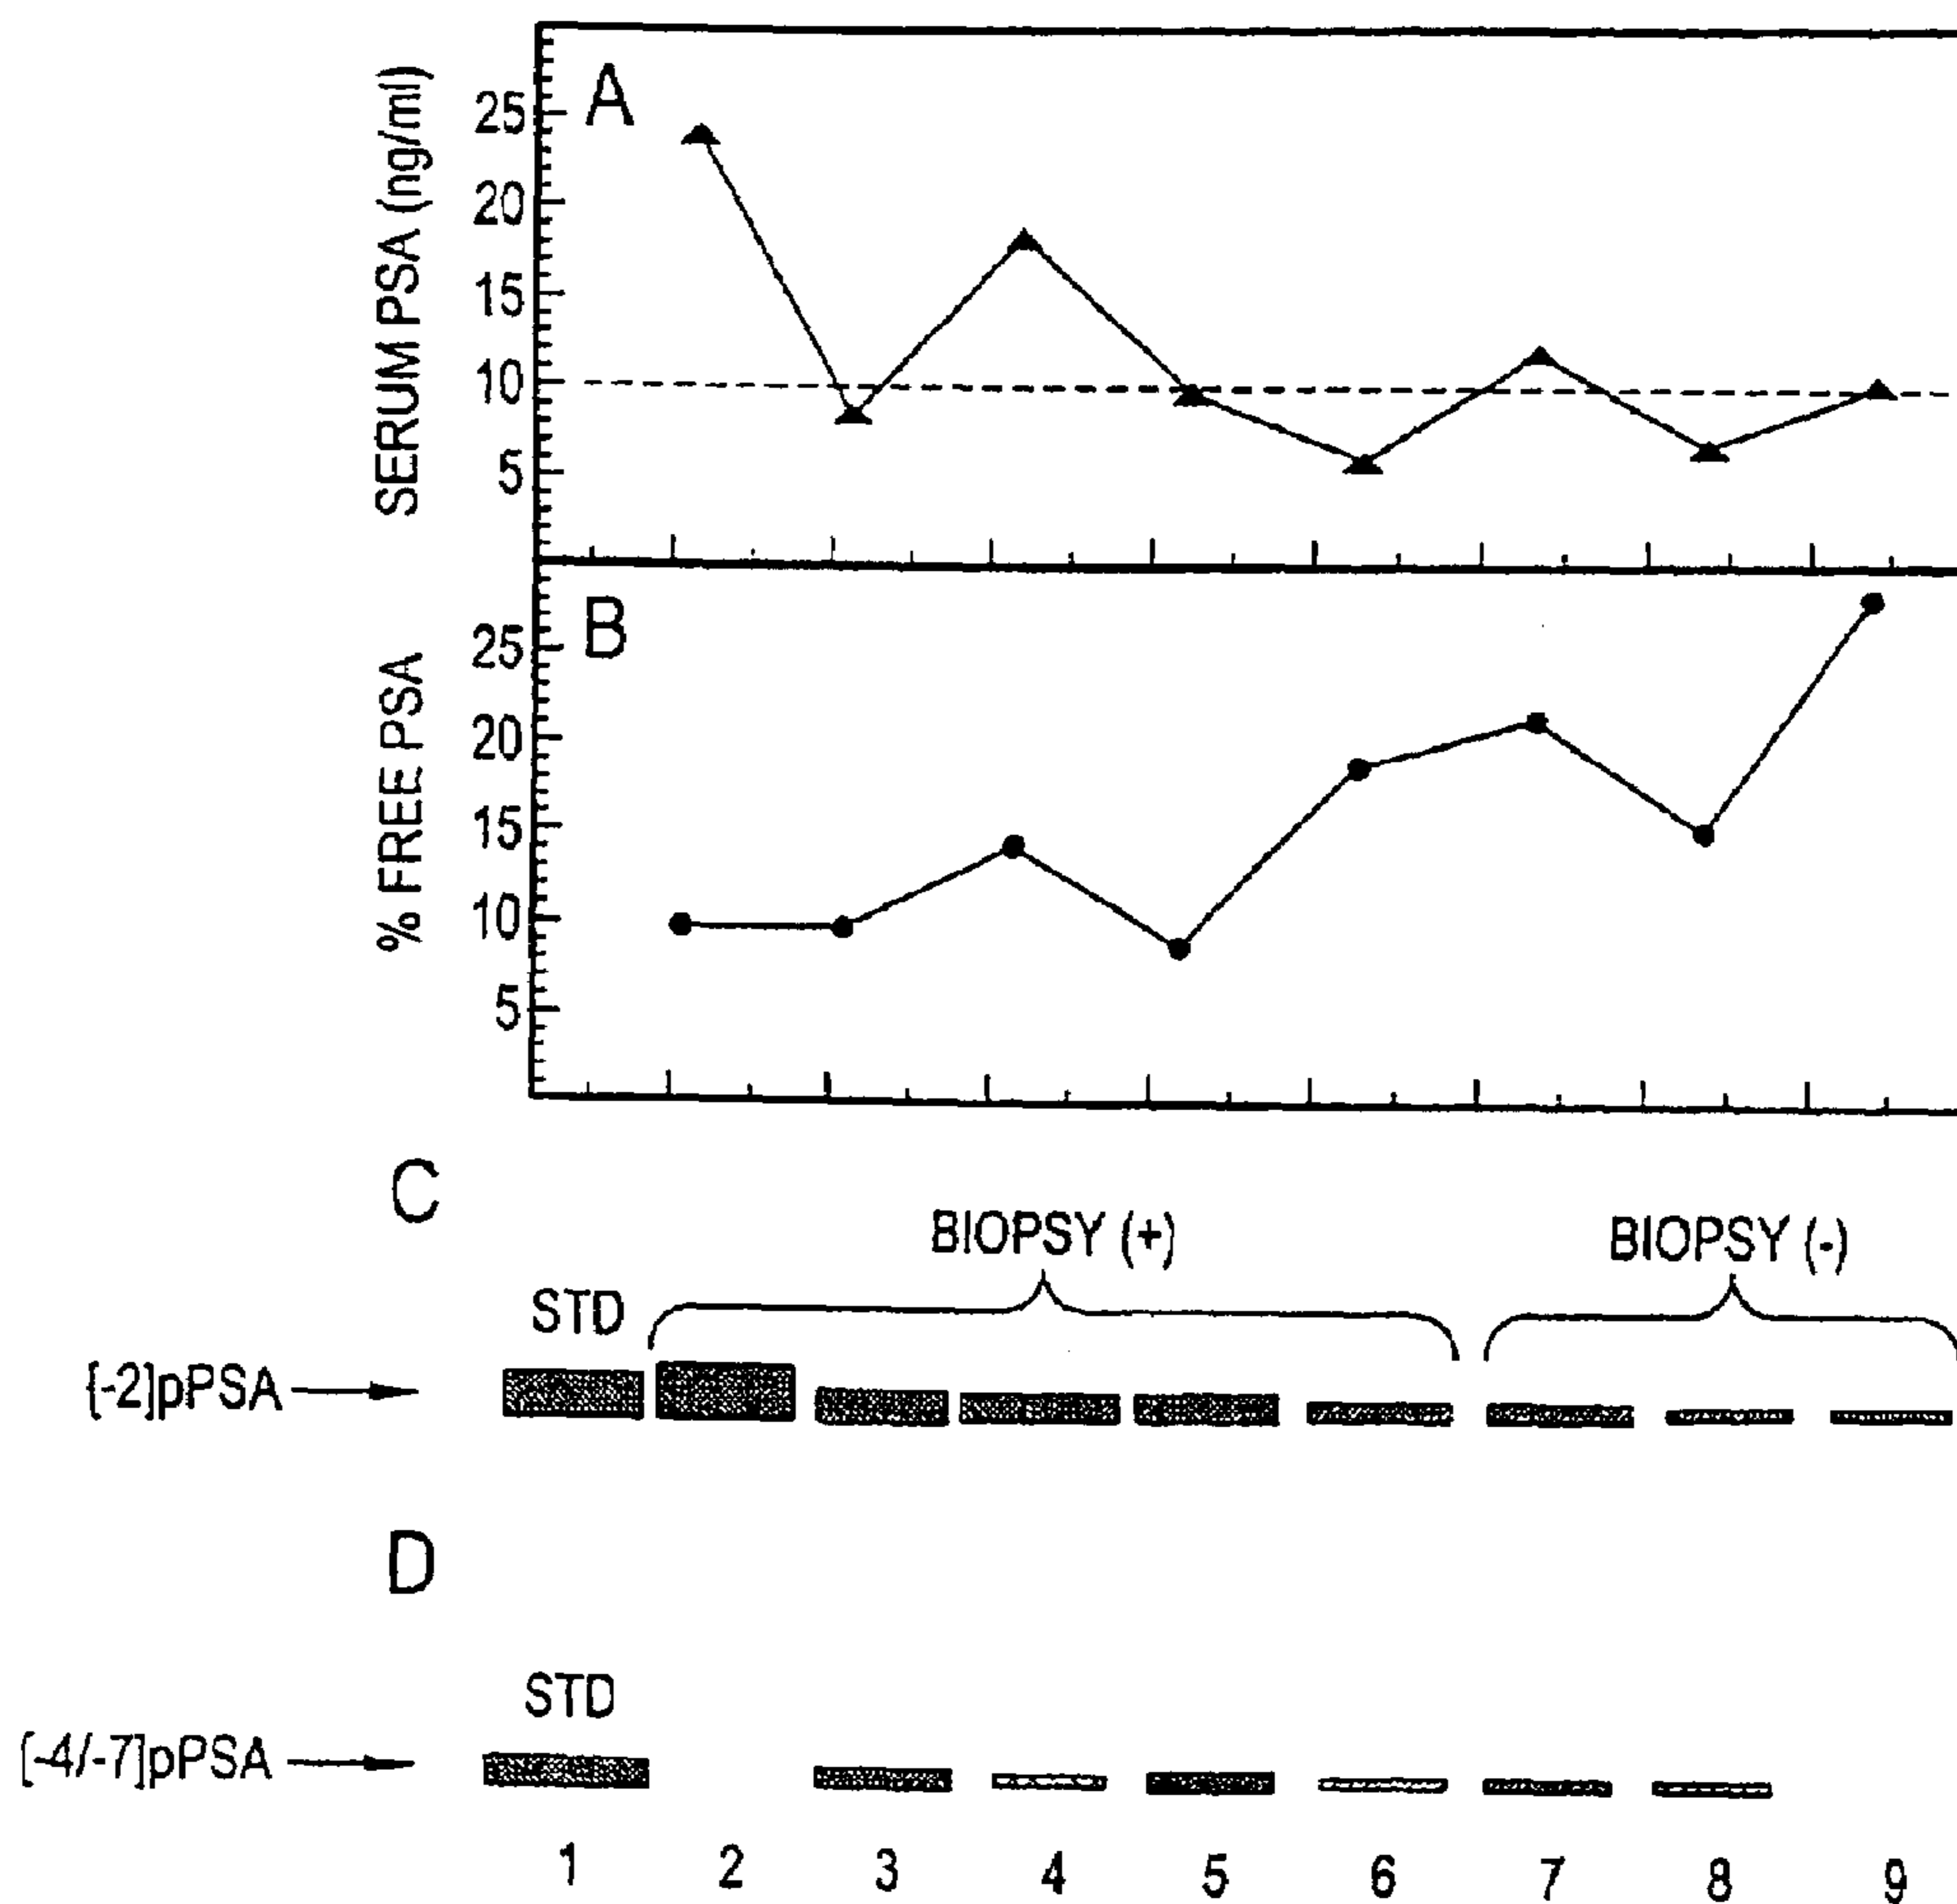 A
SERUM PSA (ng/ml)
25
20
15
10
5
B
% FREE PSA
25
20
15
10
5
C
BIOPSY (+)
BIOPSY (-)
STD
[-2]pPSA
D
STD
[-4/-7]pPSA
1 2 3 4 5 6 7 8 9